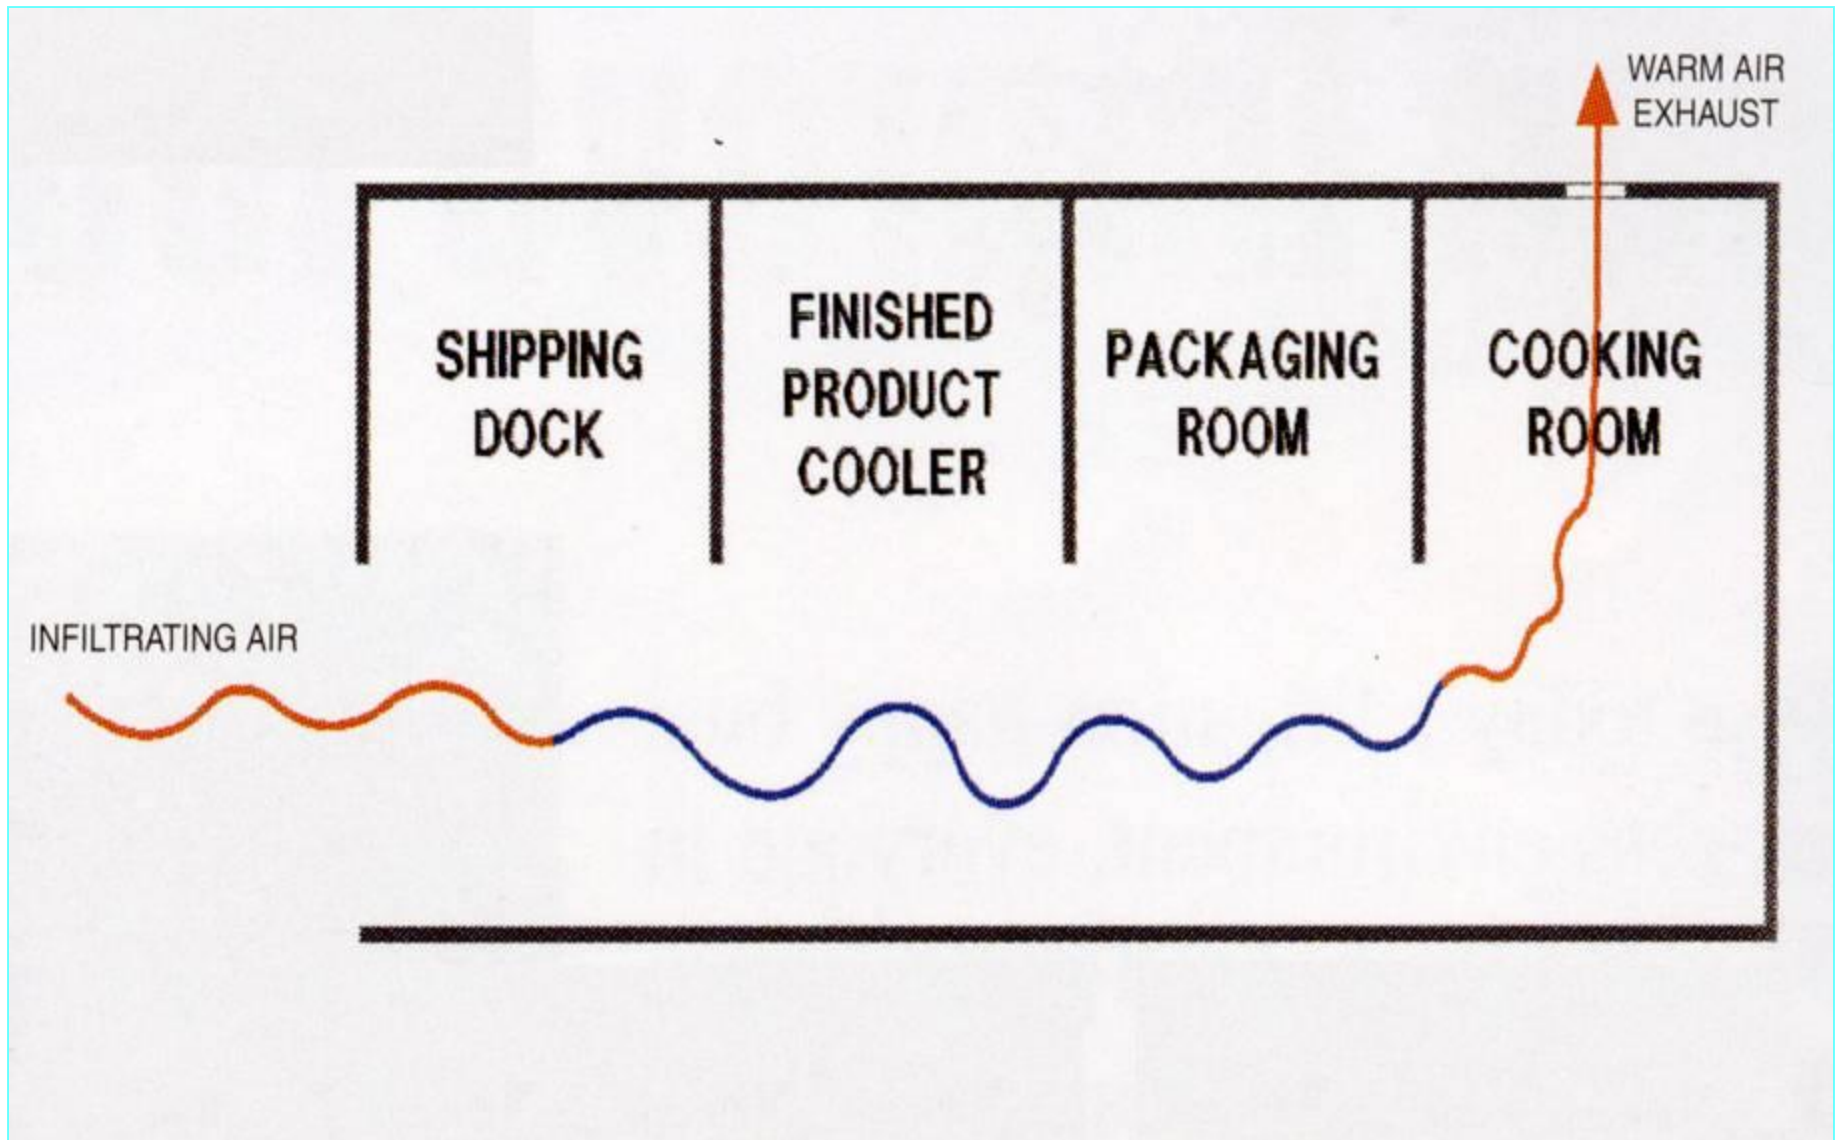 WARM AIR
EXHAUST
SHIPPING
DOCK
FINISHED
PRODUCT
COOLER
PACKAGING
ROOM
COOKING
ROOM
INFILTRATING AIR